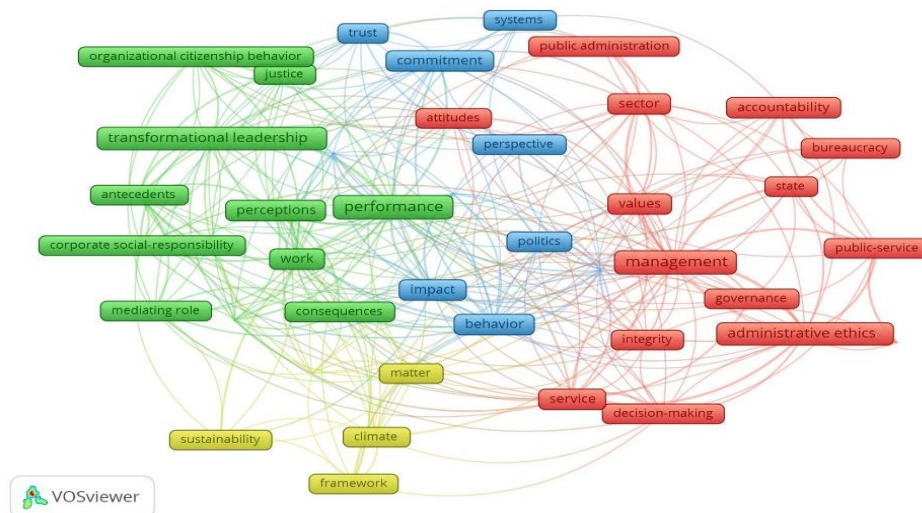 systems
trust
public administration
organizational citizenship behavior
commitment
justice
sector
accountability
attitudes
transformational leadership
perspective
bureaucracy
state
antecedents
values
performance
perceptions
politics
corporate social-responsibility
public-service
work
management
impact
governance
mediating role
consequences
behavior
administrative ethics
integrity
matter
service
decision-making
sustainability
climate
framework
VOSviewer